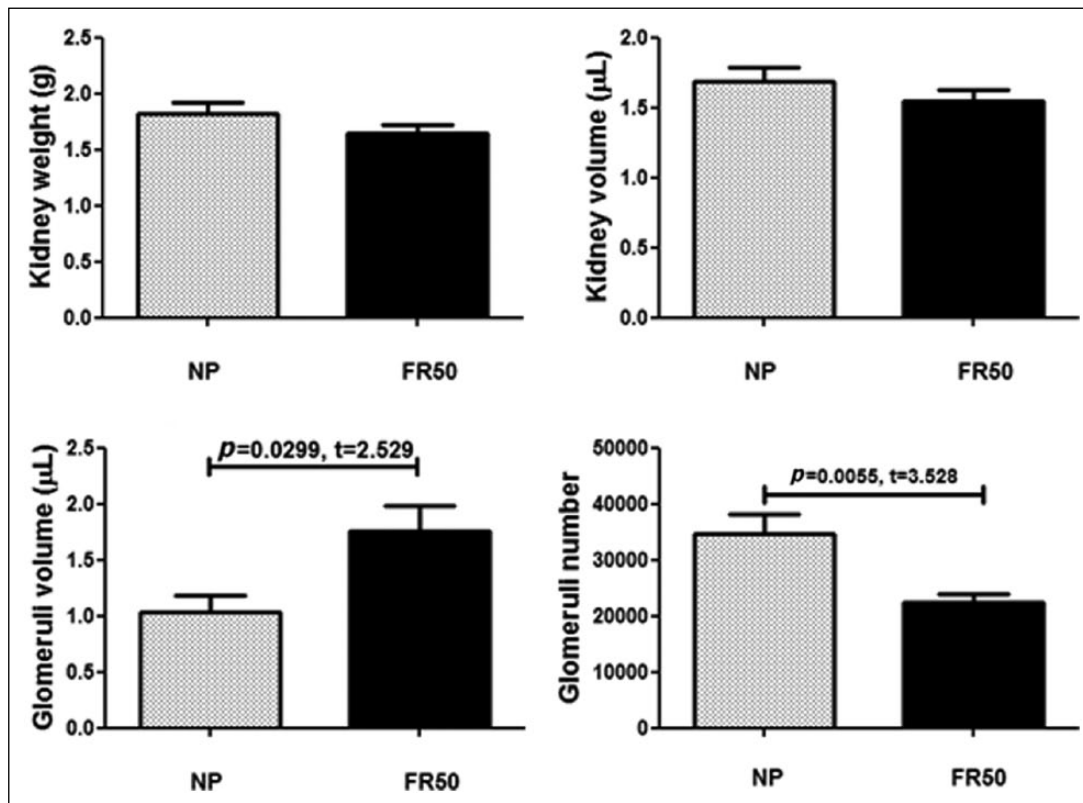 Kidney weight (g)
2.5
2.0
1.5
1.0
0.5
0.0
NP FR50
Kidney volume (µL)
2.0
1.5
1.0
0.5
0.0
NP FR50
Glomeruli volume (µL)
2.5
2.0
1.5
1.0
0.5
0.0
p=0.0299, t=2.529
NP FR50
Glomeruli number
50000
40000
30000
20000
10000
0
p=0.0055, t=3.528
NP FR50